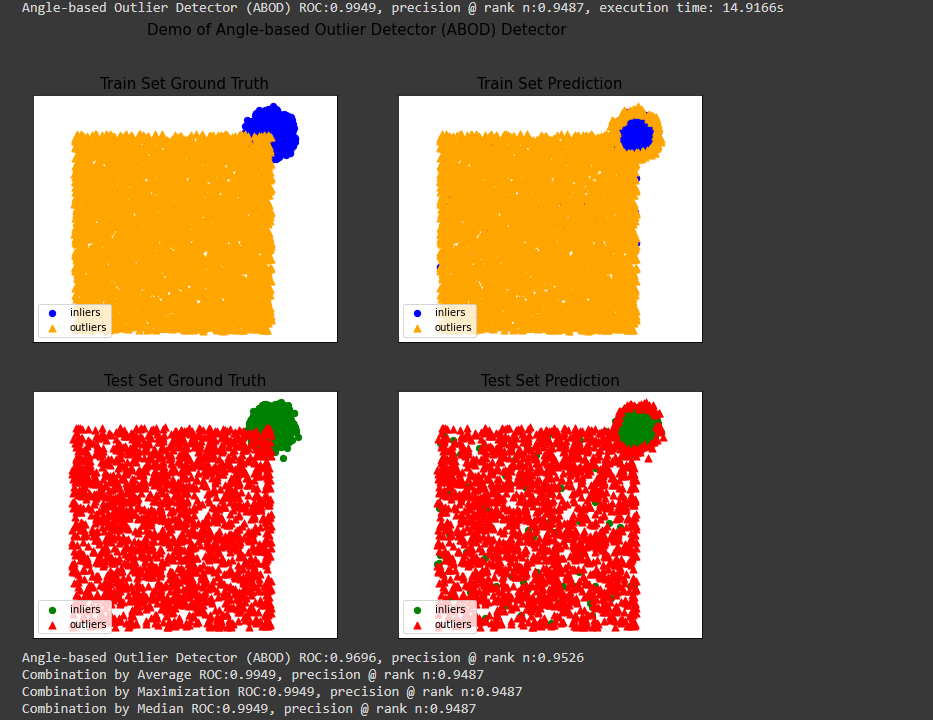 Angle-based Outlier Detector (ABOD) ROC:0.9949, precision @ rank n:0.9487, execution time: 14.9166s
Demo of Angle-based Outlier Detector (ABOD) Detector
Train Set Ground Truth
Train Set Prediction
inliers
outliers
inliers
outliers
Test Set Ground Truth
Test Set Prediction
inliers
outliers
inliers
outliers
Angle-based Outlier Detector (ABOD) ROC:0.9696, precision @ rank n:0.9526
Combination by Average ROC:0.9949, precision @ rank n:0.9487
Combination by Maximization ROC:0.9949, precision @ rank n:0.9487
Combination by Median ROC:0.9949, precision @ rank n:0.9487